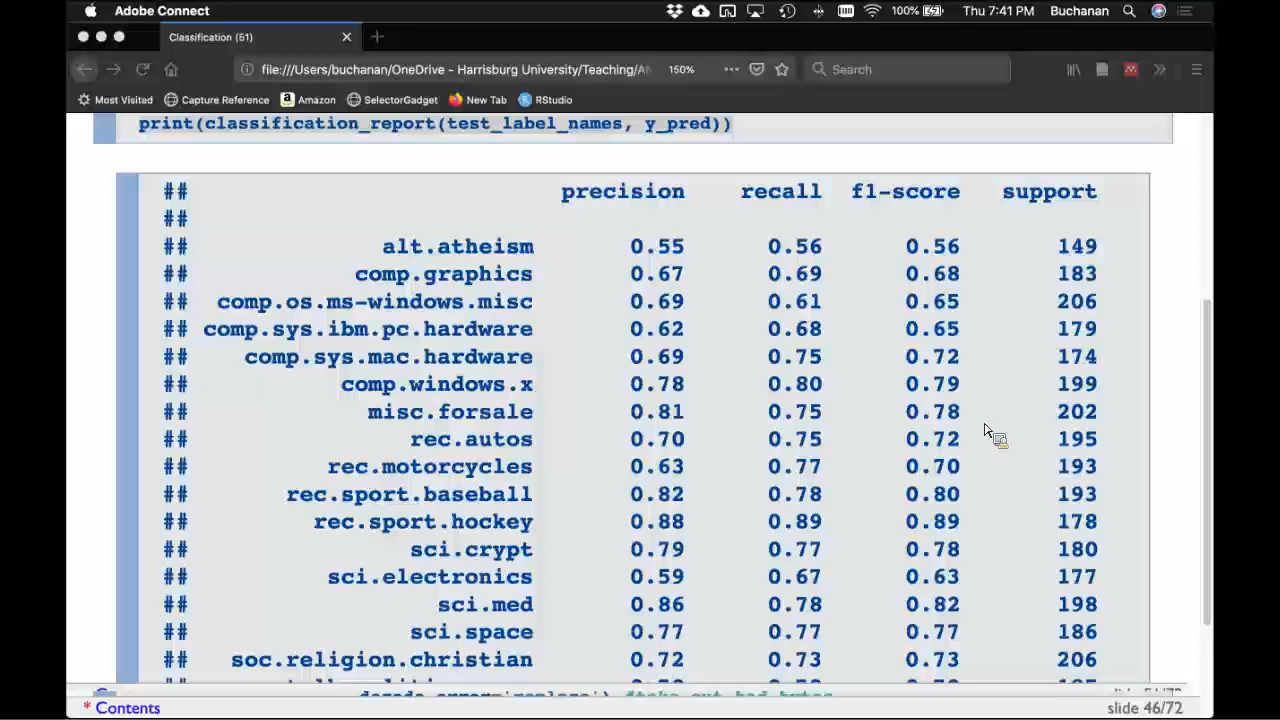 Adobe Connect 100% Thu 7:41 PM Buchanan
Classification (51)
file:///Users/buchanan/OneDrive - Harrisburg University/Teaching/ 150% Search
Most Visited Capture Reference Amazon SelectorGadget New Tab RStudio
print(classification_report(test_label_names, y_pred))
## precision recall f1-score support
##
## alt.atheism 0.55 0.56 0.56 149
## comp.graphics 0.67 0.69 0.68 183
## comp.os.ms-windows.misc 0.69 0.61 0.65 206
## comp.sys.ibm.pc.hardware 0.62 0.68 0.65 179
## comp.sys.mac.hardware 0.69 0.75 0.72 174
## comp.windows.x 0.78 0.80 0.79 199
## misc.forsale 0.81 0.75 0.78 202
## rec.autos 0.70 0.75 0.72 195
## rec.motorcycles 0.63 0.77 0.70 193
## rec.sport.baseball 0.82 0.78 0.80 193
## rec.sport.hockey 0.88 0.89 0.89 178
## sci.crypt 0.79 0.77 0.78 180
## sci.electronics 0.59 0.67 0.63 177
## sci.med 0.86 0.78 0.82 198
## sci.space 0.77 0.77 0.77 186
## soc.religion.christian 0.72 0.73 0.73 206
* Contents slide 46/72